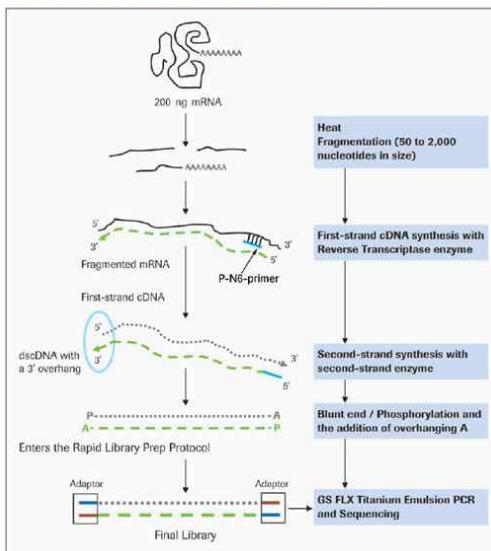 AAAAAAAA
200 ng mRNA
Heat
Fragmentation (50 to 2,000
nucleotides in size)
AAAAAAAA
5'
3'
3'
5'
First-strand cDNA synthesis with
Reverse Transcriptase enzyme
Fragmented mRNA
P-N6-primer
First-strand cDNA
5'
dscDNA with
a 3' overhang
3'
3'
5'
Second-strand synthesis with
second-strand enzyme
P A
A P
Blunt end / Phosphorylation and
the addition of overhanging A
Enters the Rapid Library Prep Protocol
Adaptor Adaptor
GS FLX Titanium Emulsion PCR
and Sequencing
Final Library